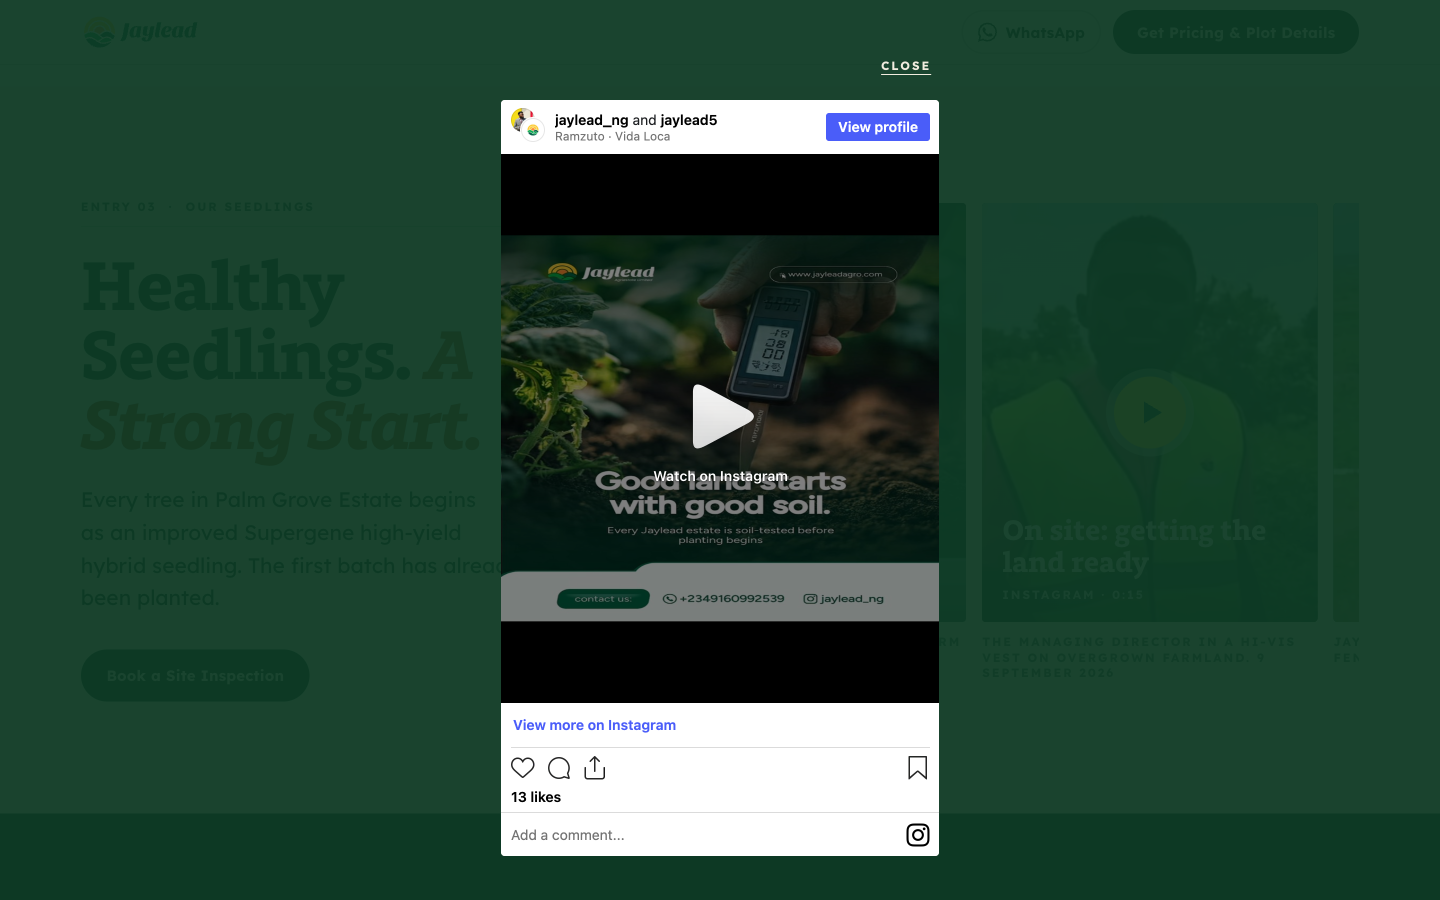 Jaylead
WhatsApp
Get Pricing & Plot Details
CLOSE
jaylead_ng and jaylead5
Ramzuto · Vida Loca
View profile
ENTRY 03 · OUR SEEDLINGS
Healthy
Seedlings. A
Strong Start.
Every tree in Palm Grove Estate begins
as an improved Supergene high-yield
hybrid seedling. The first batch has alread
been planted.
Book a Site Inspection
Jaylead
www.jayleadagro.com
Watch on Instagram
Good land starts
with good soil.
Every Jaylead estate is soil-tested before
planting begins
contact us:
+2349160992539
jaylead_ng
View more on Instagram
13 likes
Add a comment...
On site: getting the
land ready
INSTAGRAM · 0:15
RM
THE MANAGING DIRECTOR IN A HI-VIS
VEST ON OVERGROWN FARMLAND. 9
SEPTEMBER 2026
JAY
FER